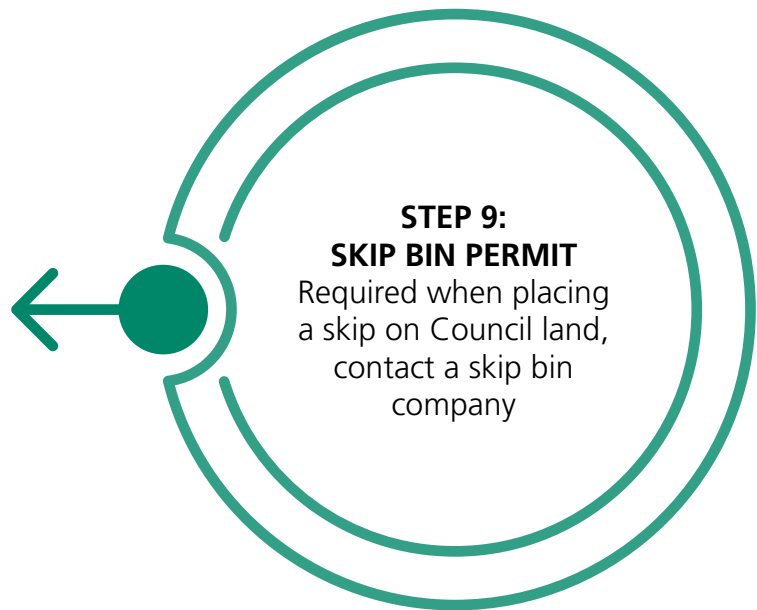 STEP 9:
SKIP BIN PERMIT
Required when placing
a skip on Council land,
contact a skip bin
company